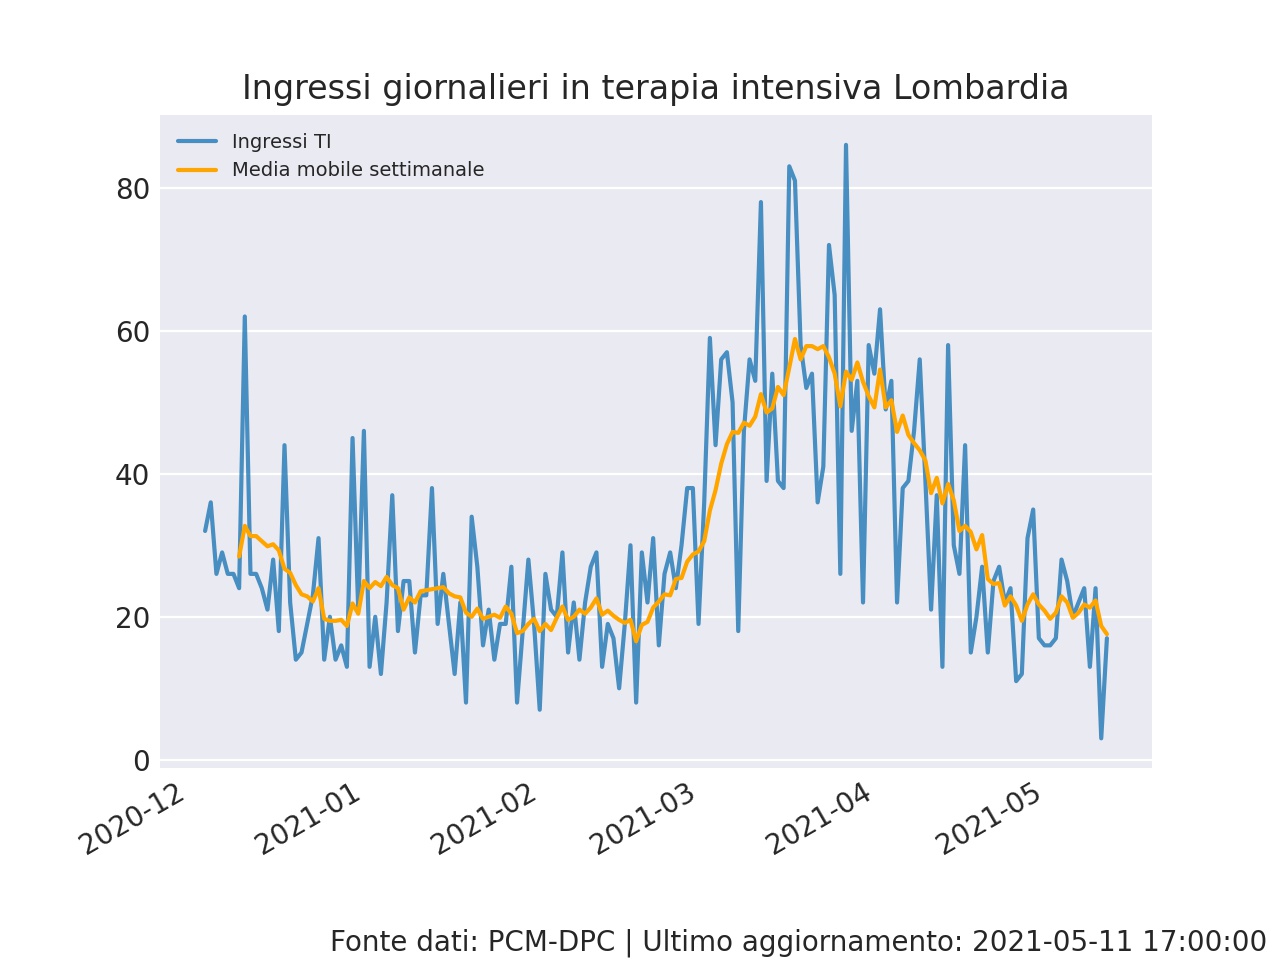 Ingressi giornalieri in terapia intensiva Lombardia
Ingressi TI
Media mobile settimanale
80
60
40
20
0
2020-12
2021-01
2021-02
2021-03
2021-04
2021-05
Fonte dati: PCM-DPC | Ultimo aggiornamento: 2021-05-11 17:00:00